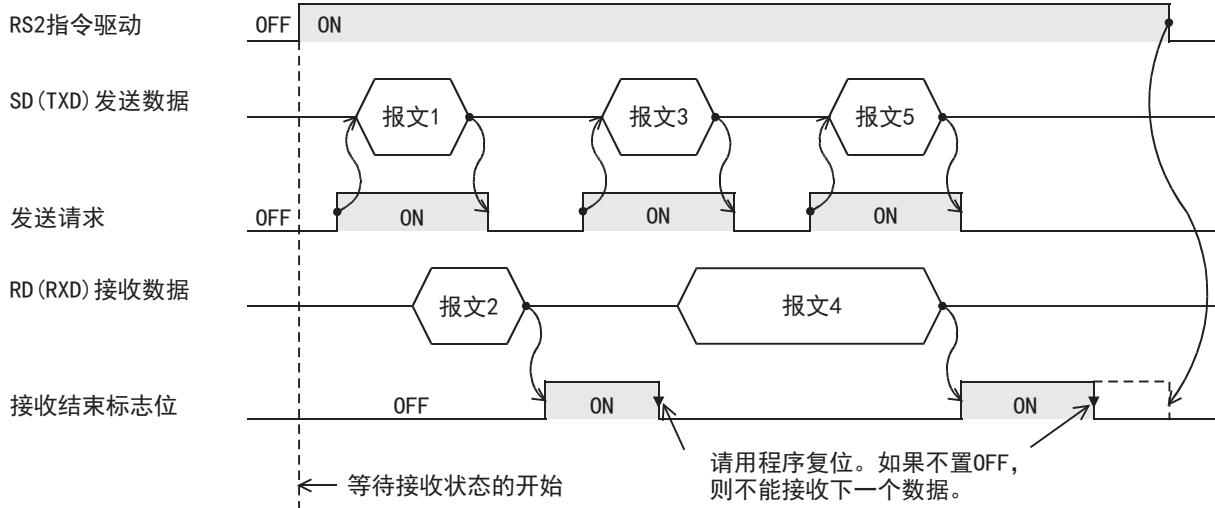 RS2指令驱动 OFF ON
SD(TXD)发送数据 报文1 报文3 报文5
发送请求 OFF ON ON ON
RD(RXD)接收数据 报文2 报文4
接收结束标志位 OFF ON ON
等待接收状态的开始
请用程序复位。如果不置OFF，
则不能接收下一个数据。